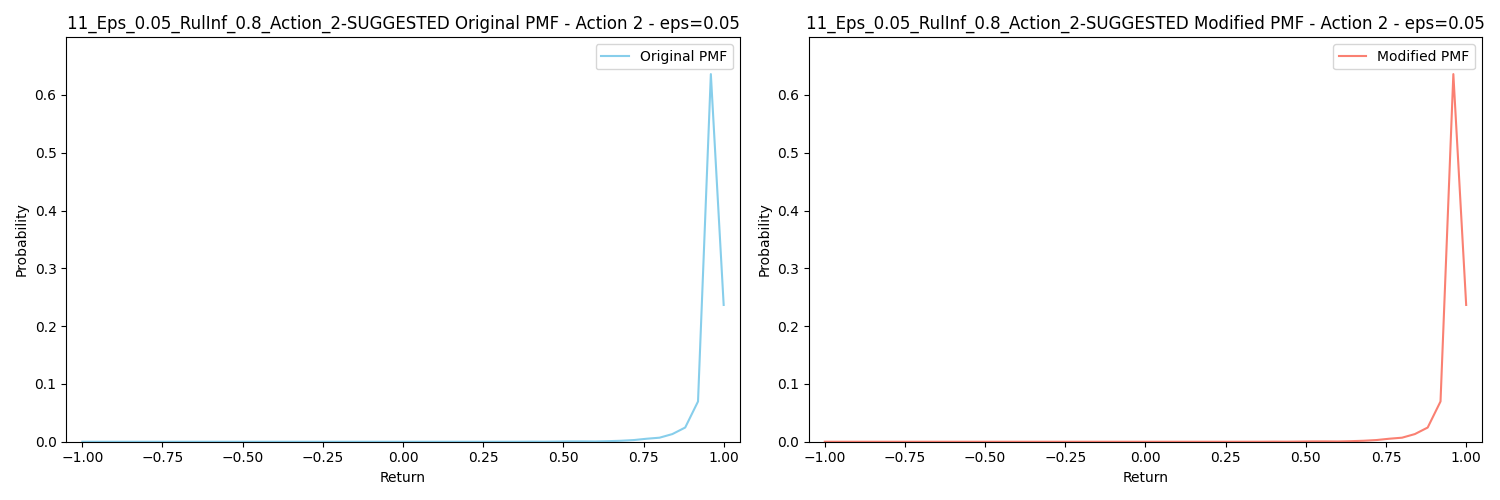 11_Eps_0.05_RulInf_0.8_Action_2-SUGGESTED Original PMF - Action 2 - eps=0.05
Original PMF
0.6
0.5
0.4
0.3
0.2
0.1
0.0
Probability
−1.00 −0.75 −0.50 −0.25 0.00 0.25 0.50 0.75 1.00
Return
11_Eps_0.05_RulInf_0.8_Action_2-SUGGESTED Modified PMF - Action 2 - eps=0.05
Modified PMF
0.6
0.5
0.4
0.3
0.2
0.1
0.0
Probability
−1.00 −0.75 −0.50 −0.25 0.00 0.25 0.50 0.75 1.00
Return